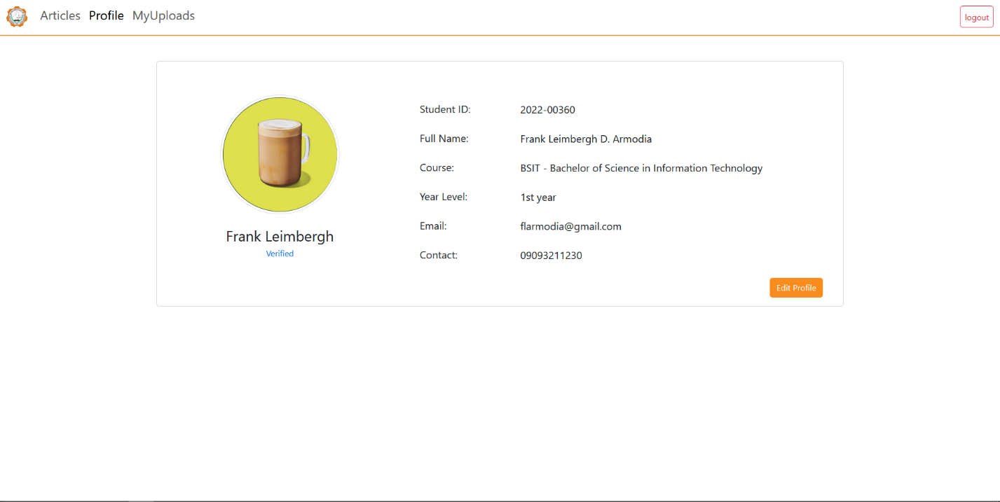 Articles Profile MyUploads logout
Student ID: 2022-00360
Full Name: Frank Leimbergh D. Armodia
Course: BSIT - Bachelor of Science in Information Technology
Year Level: 1st year
Email: flarmodia@gmail.com
Contact: 09093211230
Frank Leimbergh
Verified
Edit Profile